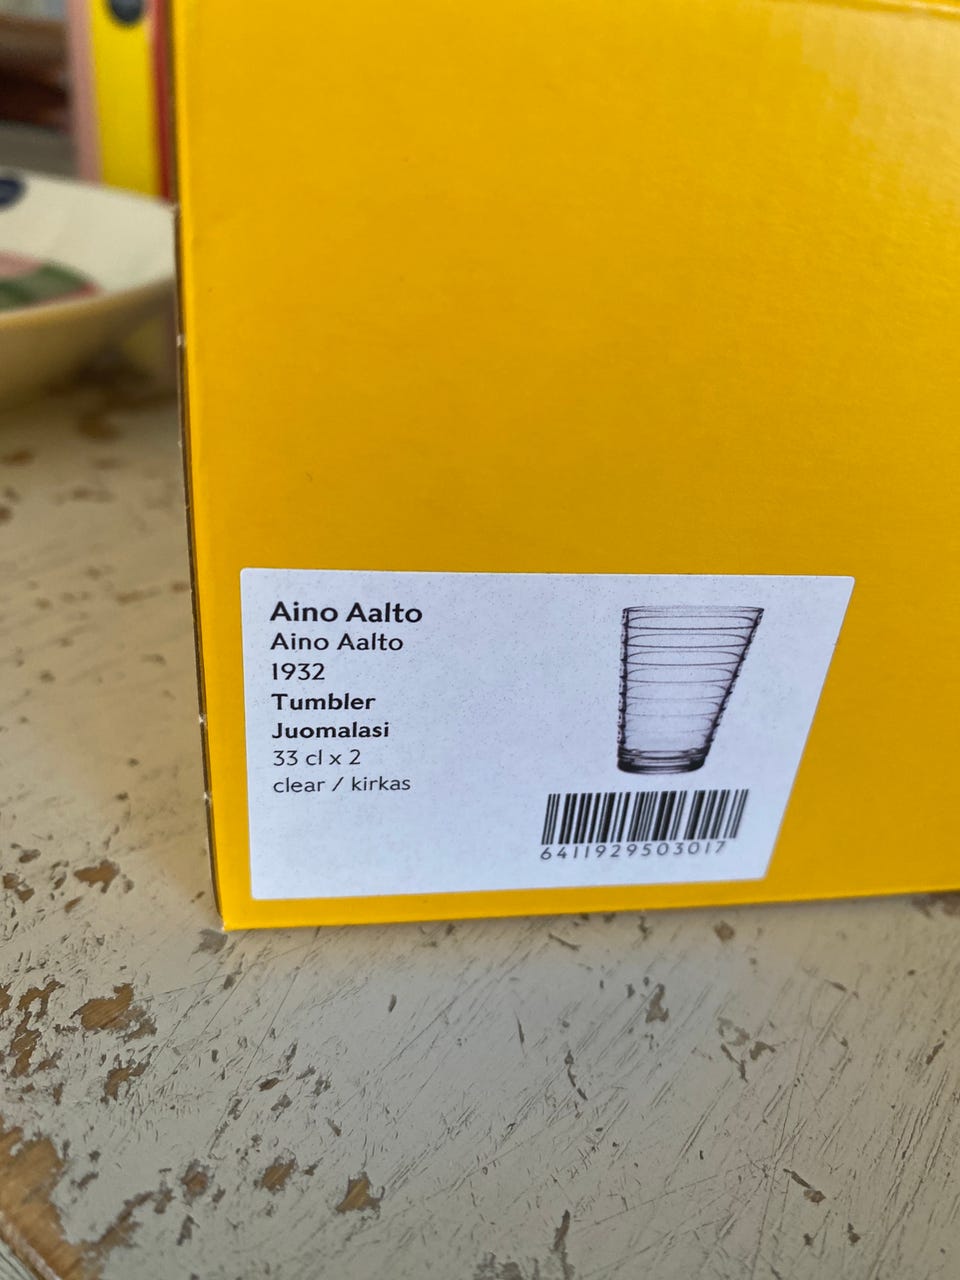 Aino Aalto
Aino Aalto
1932
Tumbler
Juomalasi
33 cl x 2
clear / kirkas
6411929503017